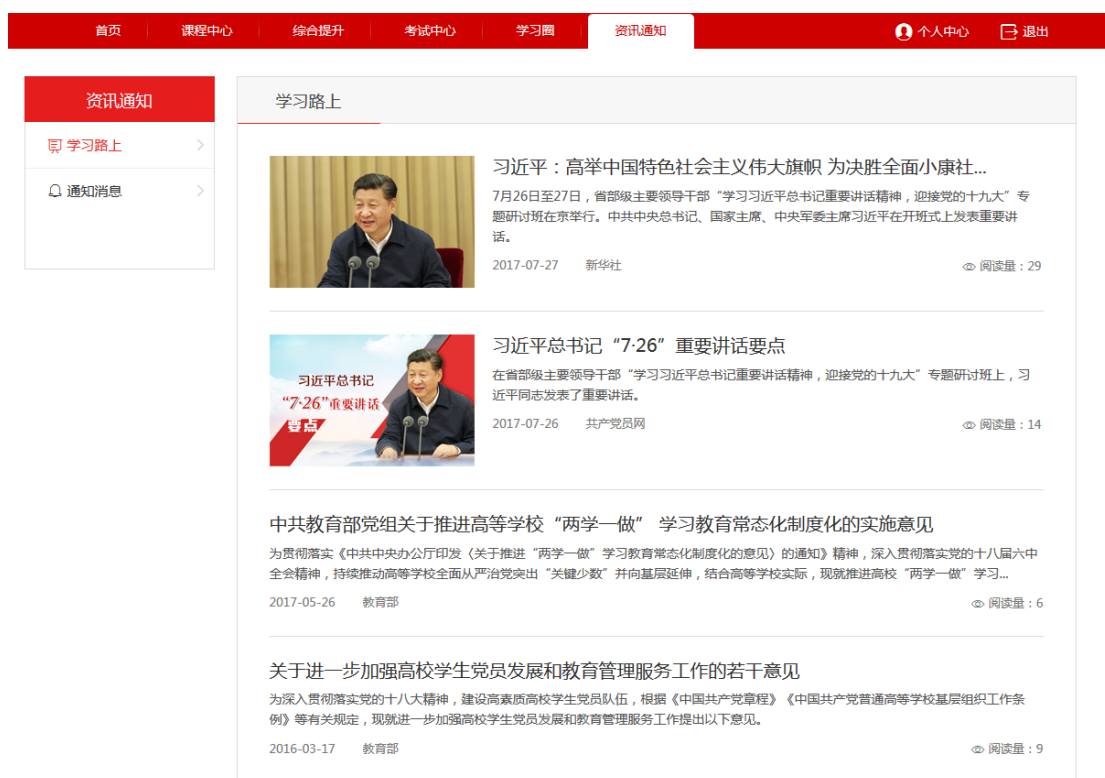 首页 课程中心 综合提升 考试中心 学习圈 资讯通知 个人中心 退出
资讯通知
学习路上
通知消息
学习路上
习近平：高举中国特色社会主义伟大旗帜 为决胜全面小康社...
7月26日至27日，省部级主要领导干部“学习习近平总书记重要讲话精神，迎接党的十九大”专
题研讨班在京举行。中共中央总书记、国家主席、中央军委主席习近平在开班式上发表重要讲
话。
2017-07-27 新华社 阅读量：29
习近平总书记
“7·26”重要讲话
要点
习近平总书记“7·26”重要讲话要点
在省部级主要领导干部“学习习近平总书记重要讲话精神，迎接党的十九大”专题研讨班上，习
近平同志发表了重要讲话。
2017-07-26 共产党员网 阅读量：14
中共教育部党组关于推进高等学校“两学一做” 学习教育常态化制度化的实施意见
为贯彻落实《中共中央办公厅印发〈关于推进“两学一做”学习教育常态化制度化的意见〉的通知》精神，深入贯彻落实党的十八届六中
全会精神，持续推动高等学校全面从严治党突出“关键少数”并向基层延伸，结合高等学校实际，现就推进高校“两学一做”学习...
2017-05-26 教育部 阅读量：6
关于进一步加强高校学生党员发展和教育管理服务工作的若干意见
为深入贯彻落实党的十八大精神，建设高素质高校学生党员队伍，根据《中国共产党章程》《中国共产党普通高等学校基层组织工作条
例》等有关规定，现就进一步加强高校学生党员发展和教育管理服务工作提出以下意见。
2016-03-17 教育部 阅读量：9